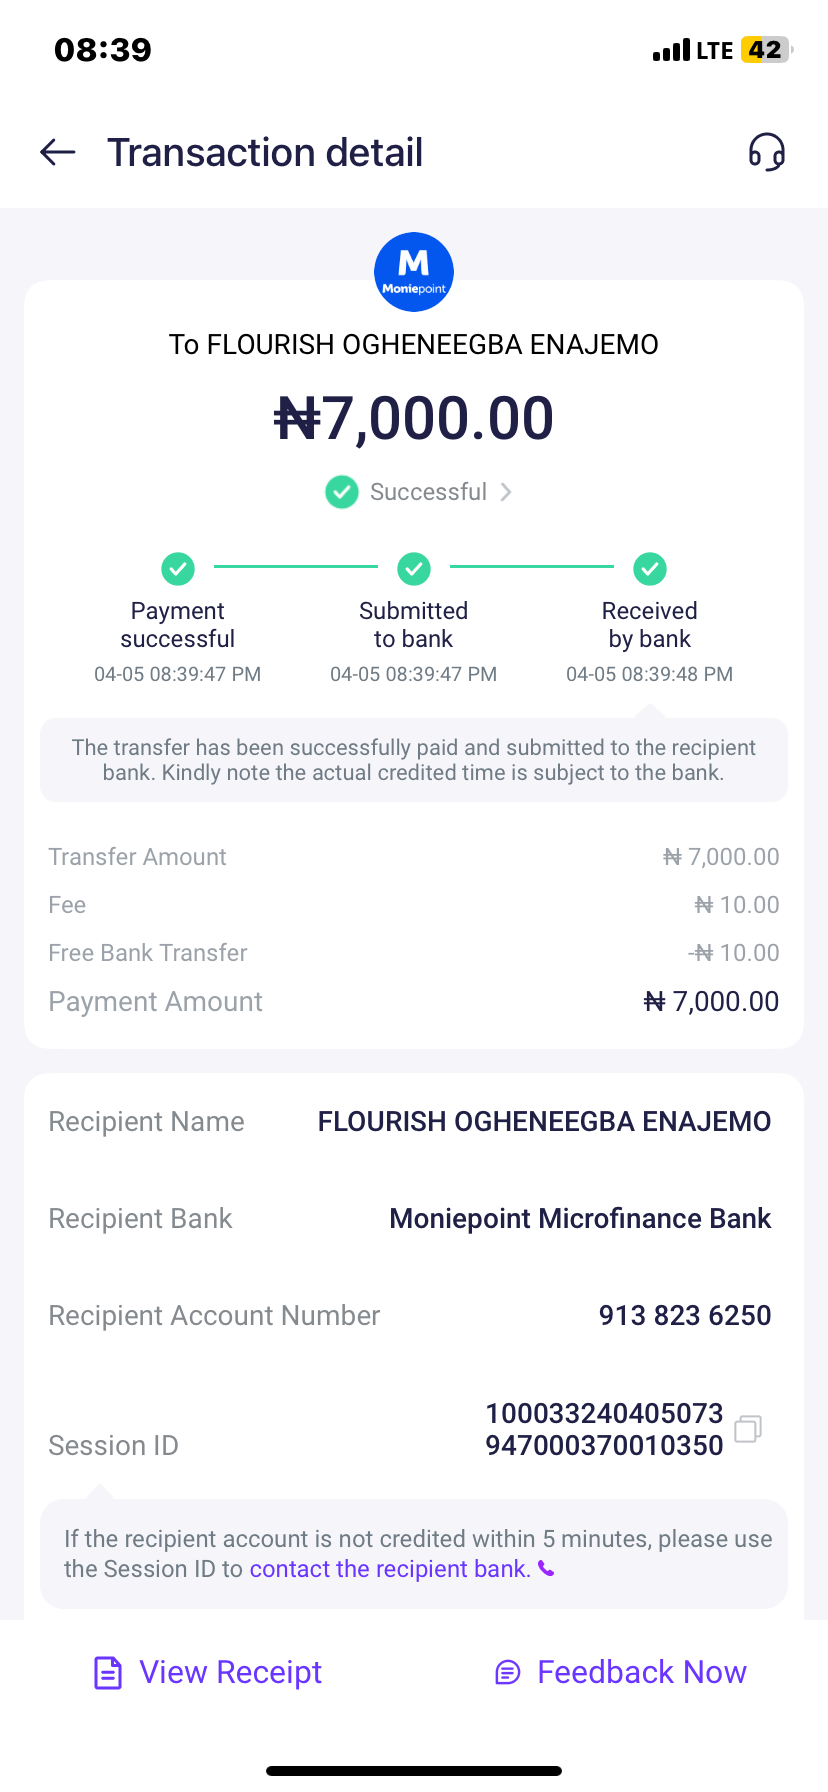 08:39
LTE 42
Transaction detail
M
Moniepoint
To FLOURISH OGHENEEGBA ENAJEMO
₦7,000.00
Successful
Payment successful
04-05 08:39:47 PM
Submitted to bank
04-05 08:39:47 PM
Received by bank
04-05 08:39:48 PM
The transfer has been successfully paid and submitted to the recipient
bank. Kindly note the actual credited time is subject to the bank.
Transfer Amount ₦ 7,000.00
Fee ₦ 10.00
Free Bank Transfer -₦ 10.00
Payment Amount ₦ 7,000.00
Recipient Name FLOURISH OGHENEEGBA ENAJEMO
Recipient Bank Moniepoint Microfinance Bank
Recipient Account Number 913 823 6250
Session ID 100033240405073
947000370010350
If the recipient account is not credited within 5 minutes, please use
the Session ID to contact the recipient bank.
View Receipt
Feedback Now